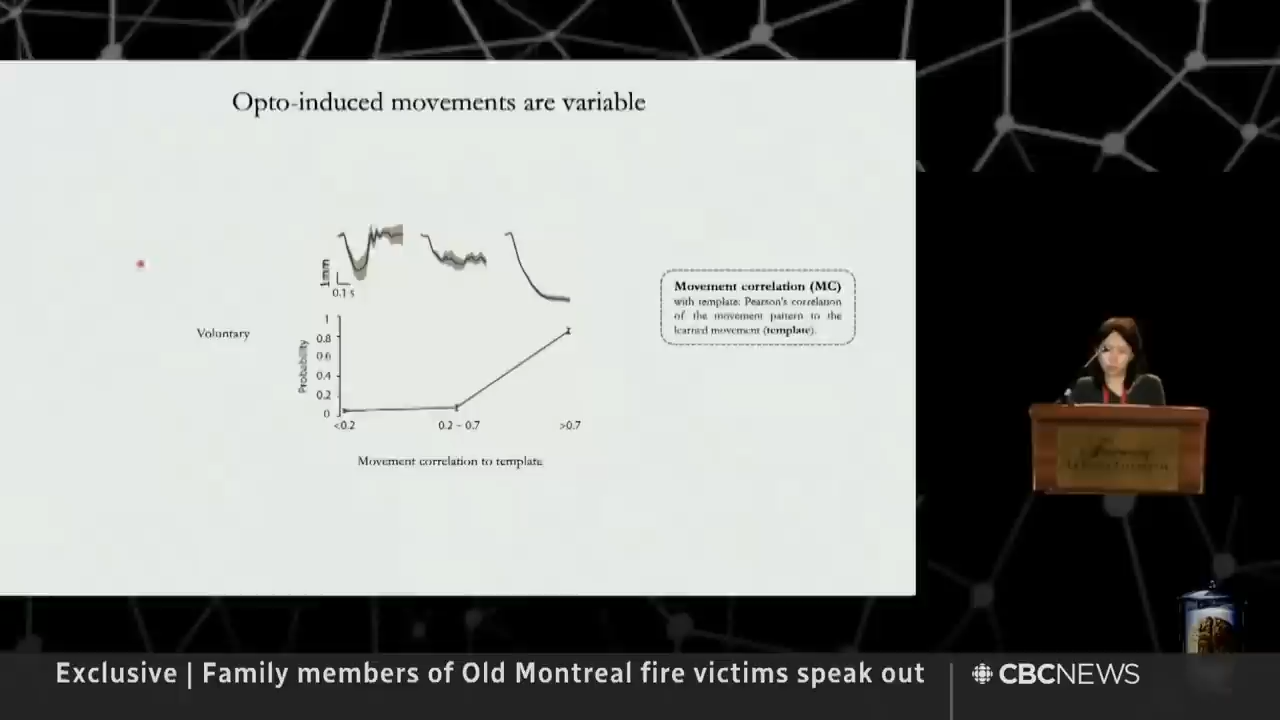 Opto-induced movements are variable
1mm
0.1 s
Movement correlation (MC)
with template: Pearson's correlation
of the movement pattern to the
learned movement (template).
Voluntary
Probability
1
0.8
0.6
0.4
0.2
0
<0.2
0.2 – 0.7
>0.7
Movement correlation to template
Exclusive | Family members of Old Montreal fire victims speak out
CBCNEWS